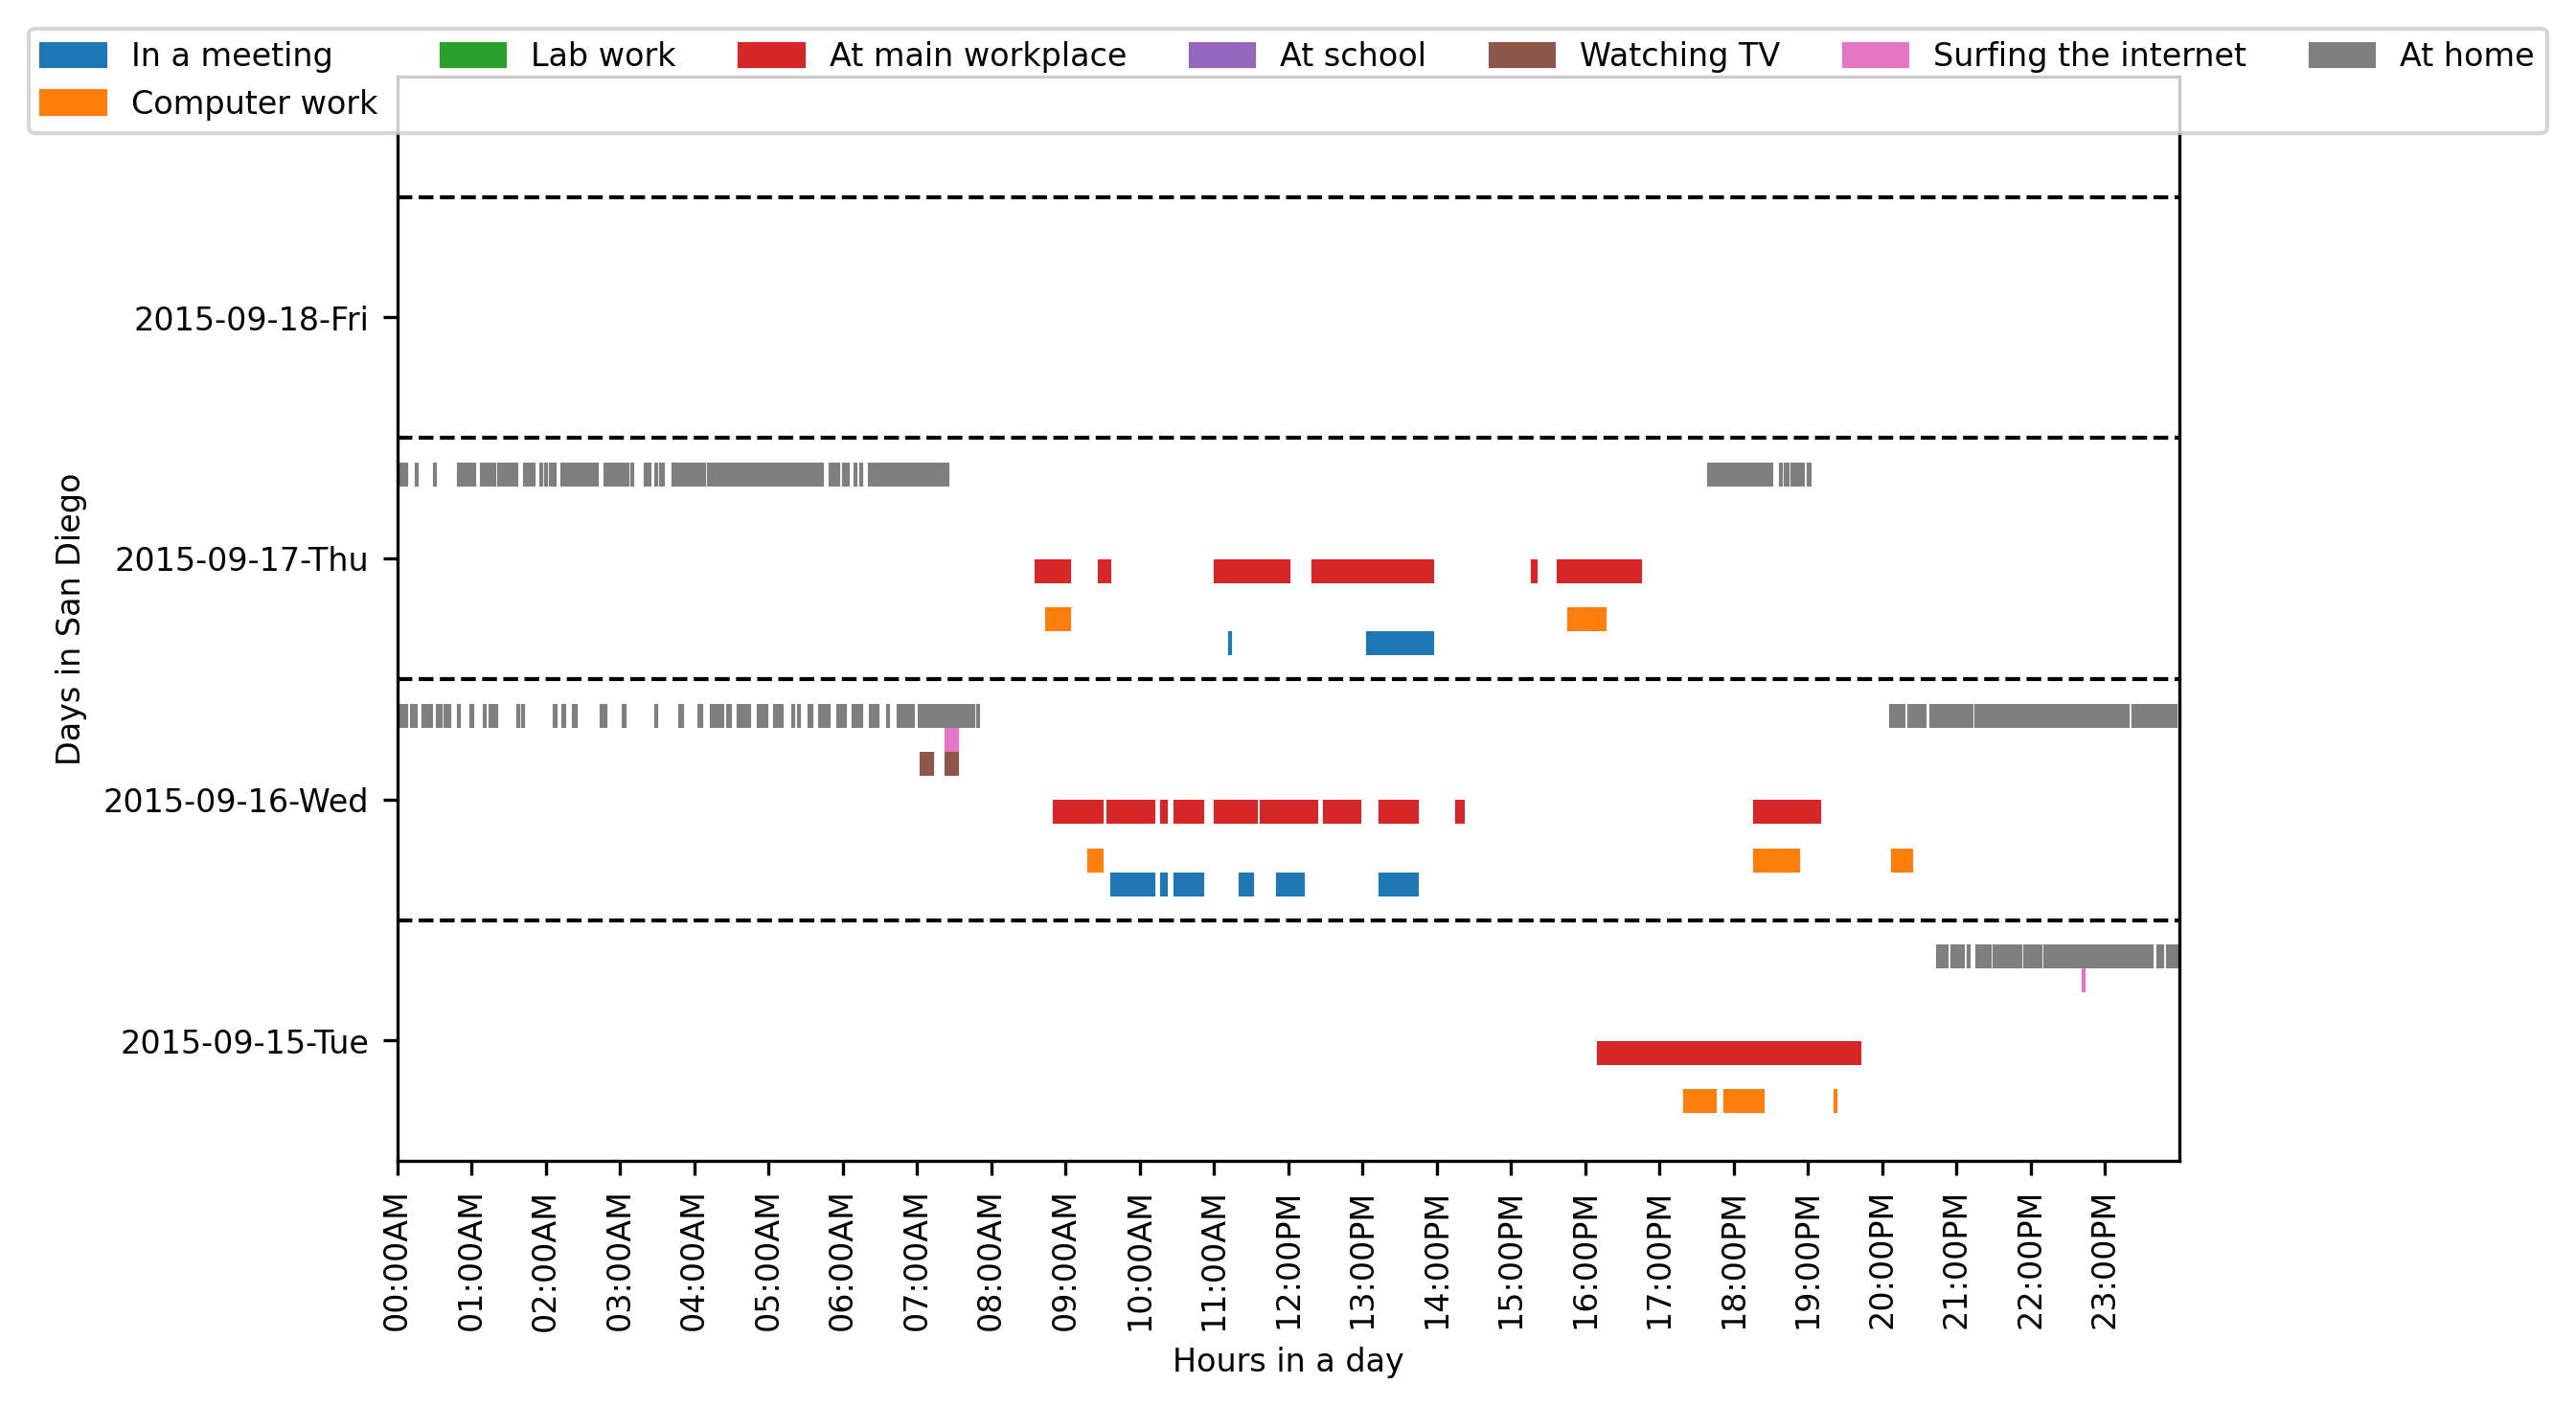 In a meeting Lab work At main workplace At school Watching TV Surfing the internet At home
Computer work
2015-09-18-Fri
2015-09-17-Thu
2015-09-16-Wed
2015-09-15-Tue
Days in San Diego
00:00AM 01:00AM 02:00AM 03:00AM 04:00AM 05:00AM 06:00AM 07:00AM 08:00AM 09:00AM 10:00AM 11:00AM 12:00PM 13:00PM 14:00PM 15:00PM 16:00PM 17:00PM 18:00PM 19:00PM 20:00PM 21:00PM 22:00PM 23:00PM
Hours in a day